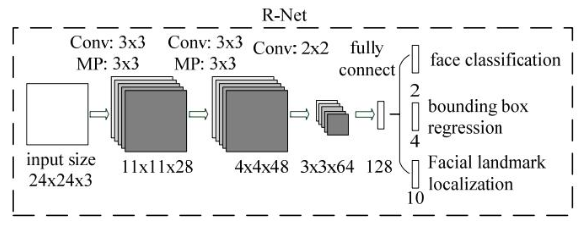 R-Net
Conv: 3x3
MP: 3x3
Conv: 3x3
MP: 3x3
Conv: 2x2
fully
connect
face classification
2
bounding box
regression
4
Facial landmark
localization
10
input size
24x24x3
11x11x28
4x4x48
3x3x64
128